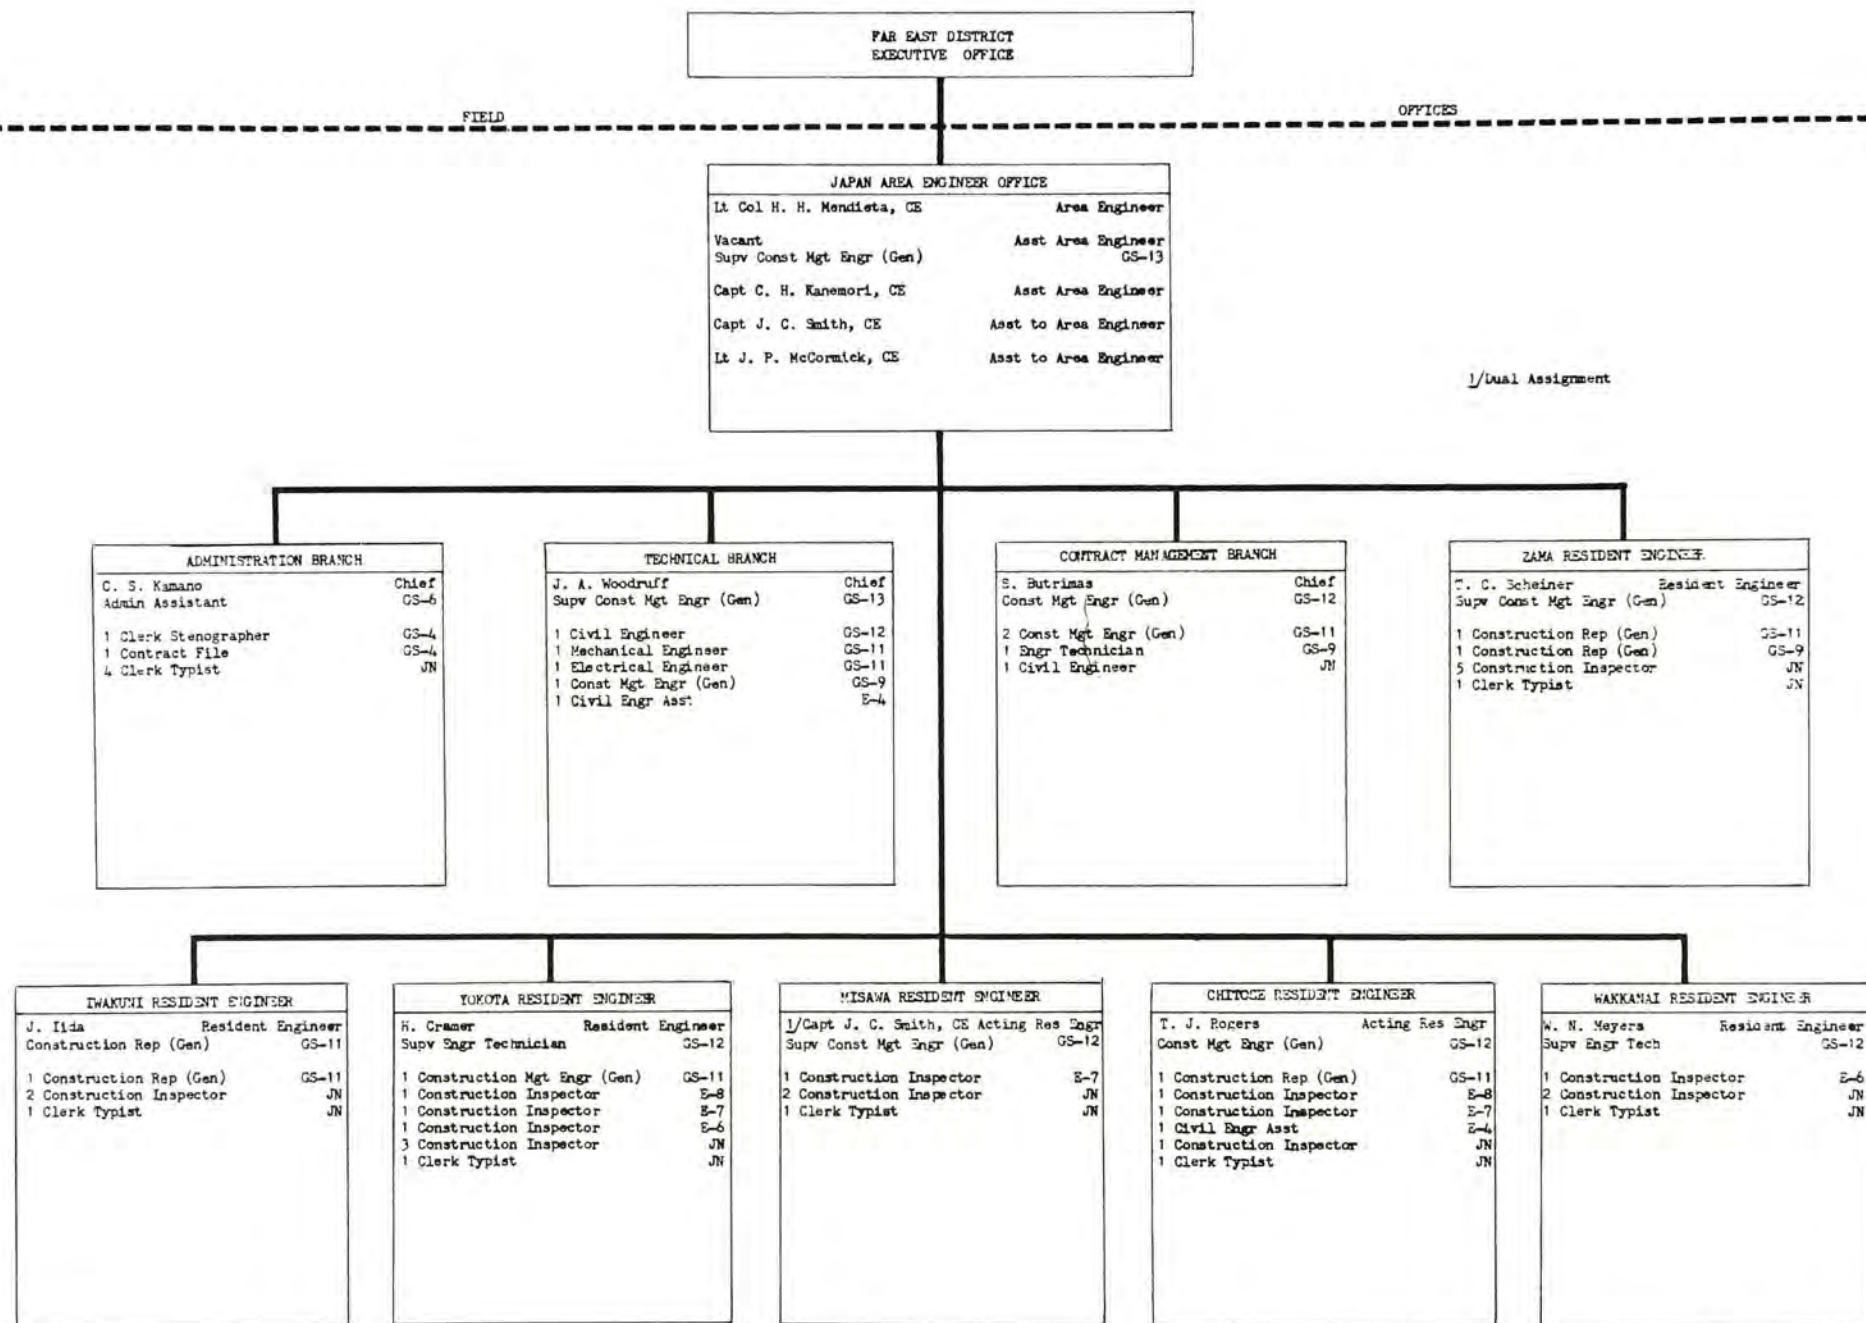 FAR EAST DISTRICT
EXECUTIVE OFFICE
FIELD OFFICES
JAPAN AREA ENGINEER OFFICE
Lt Col H. H. Mendieta, CE Area Engineer
Vacant Asst Area Engineer
Supv Const Mgt Engr (Gen) GS-13
Capt C. H. Kanemori, CE Asst Area Engineer
Capt J. C. Smith, CE Asst to Area Engineer
Lt J. P. McCormick, CE Asst to Area Engineer
1/Dual Assignment
ADMINISTRATION BRANCH
C. S. Kamano Chief
Admin Assistant GS-6
1 Clerk Stenographer GS-4
1 Contract File GS-4
4 Clerk Typist JN
TECHNICAL BRANCH
J. A. Woodruff Chief
Supv Const Mgt Engr (Gen) GS-13
1 Civil Engineer GS-12
1 Mechanical Engineer GS-11
1 Electrical Engineer GS-11
1 Const Mgt Engr (Gen) GS-9
1 Civil Engr Asst E-4
CONTRACT MANAGEMENT BRANCH
S. Butrimas Chief
Const Mgt Engr (Gen) GS-12
2 Const Mgt Engr (Gen) GS-11
1 Engr Technician GS-9
1 Civil Engineer JN
ZAMA RESIDENT ENGINEER
C. Scheiner Resident Engineer
Supv Const Mgt Engr (Gen) GS-12
1 Construction Rep (Gen) GS-11
1 Construction Rep (Gen) GS-9
5 Construction Inspector JN
1 Clerk Typist JN
IWAKUNI RESIDENT ENGINEER
J. Iida Resident Engineer
Construction Rep (Gen) GS-11
1 Construction Rep (Gen) GS-11
2 Construction Inspector JN
1 Clerk Typist JN
YOKOTA RESIDENT ENGINEER
H. Cramer Resident Engineer
Supv Engr Technician GS-12
1 Construction Mgt Engr (Gen) GS-11
1 Construction Inspector E-8
1 Construction Inspector E-7
1 Construction Inspector E-6
3 Construction Inspector JN
1 Clerk Typist JN
MISAWA RESIDENT ENGINEER
1/Capt J. C. Smith, CE Acting Res Engr
Supv Const Mgt Engr (Gen) GS-12
1 Construction Inspector E-7
2 Construction Inspector JN
1 Clerk Typist JN
CHITOSE RESIDENT ENGINEER
T. J. Rogers Acting Res Engr
Const Mgt Engr (Gen) GS-12
1 Construction Rep (Gen) GS-11
1 Construction Inspector E-8
1 Construction Inspector E-7
1 Civil Engr Asst E-4
1 Construction Inspector JN
1 Clerk Typist JN
WAKKANAI RESIDENT ENGINEER
W. N. Meyers Resident Engineer
Supv Engr Tech GS-12
1 Construction Inspector E-6
2 Construction Inspector JN
1 Clerk Typist JN